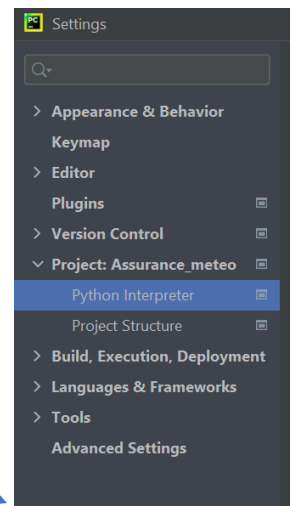 PC
Settings
Appearance & Behavior
Keymap
Editor
Plugins
Version Control
Project: Assurance_meteo
Python Interpreter
Project Structure
Build, Execution, Deployment
Languages & Frameworks
Tools
Advanced Settings